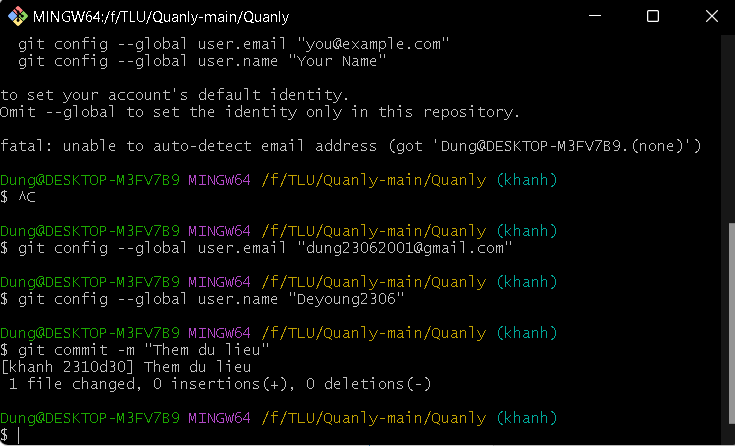 MINGW64:/f/TLU/Quanly-main/Quanly
git config --global user.email "you@example.com"
git config --global user.name "Your Name"
to set your account's default identity.
Omit --global to set the identity only in this repository.
fatal: unable to auto-detect email address (got 'Dung@DESKTOP-M3FV7B9.(none)')
Dung@DESKTOP-M3FV7B9 MINGW64 /f/TLU/Quanly-main/Quanly (khanh)
$ ^C
Dung@DESKTOP-M3FV7B9 MINGW64 /f/TLU/Quanly-main/Quanly (khanh)
$ git config --global user.email "dung23062001@gmail.com"
Dung@DESKTOP-M3FV7B9 MINGW64 /f/TLU/Quanly-main/Quanly (khanh)
$ git config --global user.name "Deyoung2306"
Dung@DESKTOP-M3FV7B9 MINGW64 /f/TLU/Quanly-main/Quanly (khanh)
$ git commit -m "Them du lieu"
[khanh 2310d30] Them du lieu
1 file changed, 0 insertions(+), 0 deletions(-)
Dung@DESKTOP-M3FV7B9 MINGW64 /f/TLU/Quanly-main/Quanly (khanh)
$